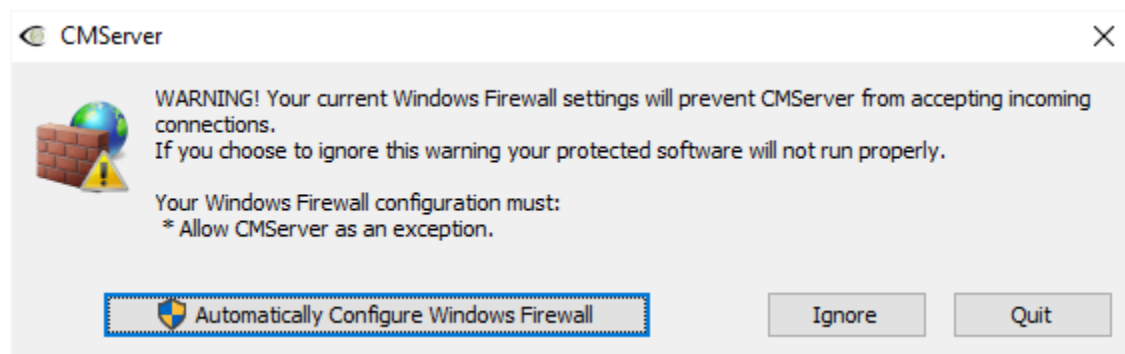 CMServer
WARNING! Your current Windows Firewall settings will prevent CMServer from accepting incoming
connections.
If you choose to ignore this warning your protected software will not run properly.
Your Windows Firewall configuration must:
* Allow CMServer as an exception.
Automatically Configure Windows Firewall
Ignore
Quit